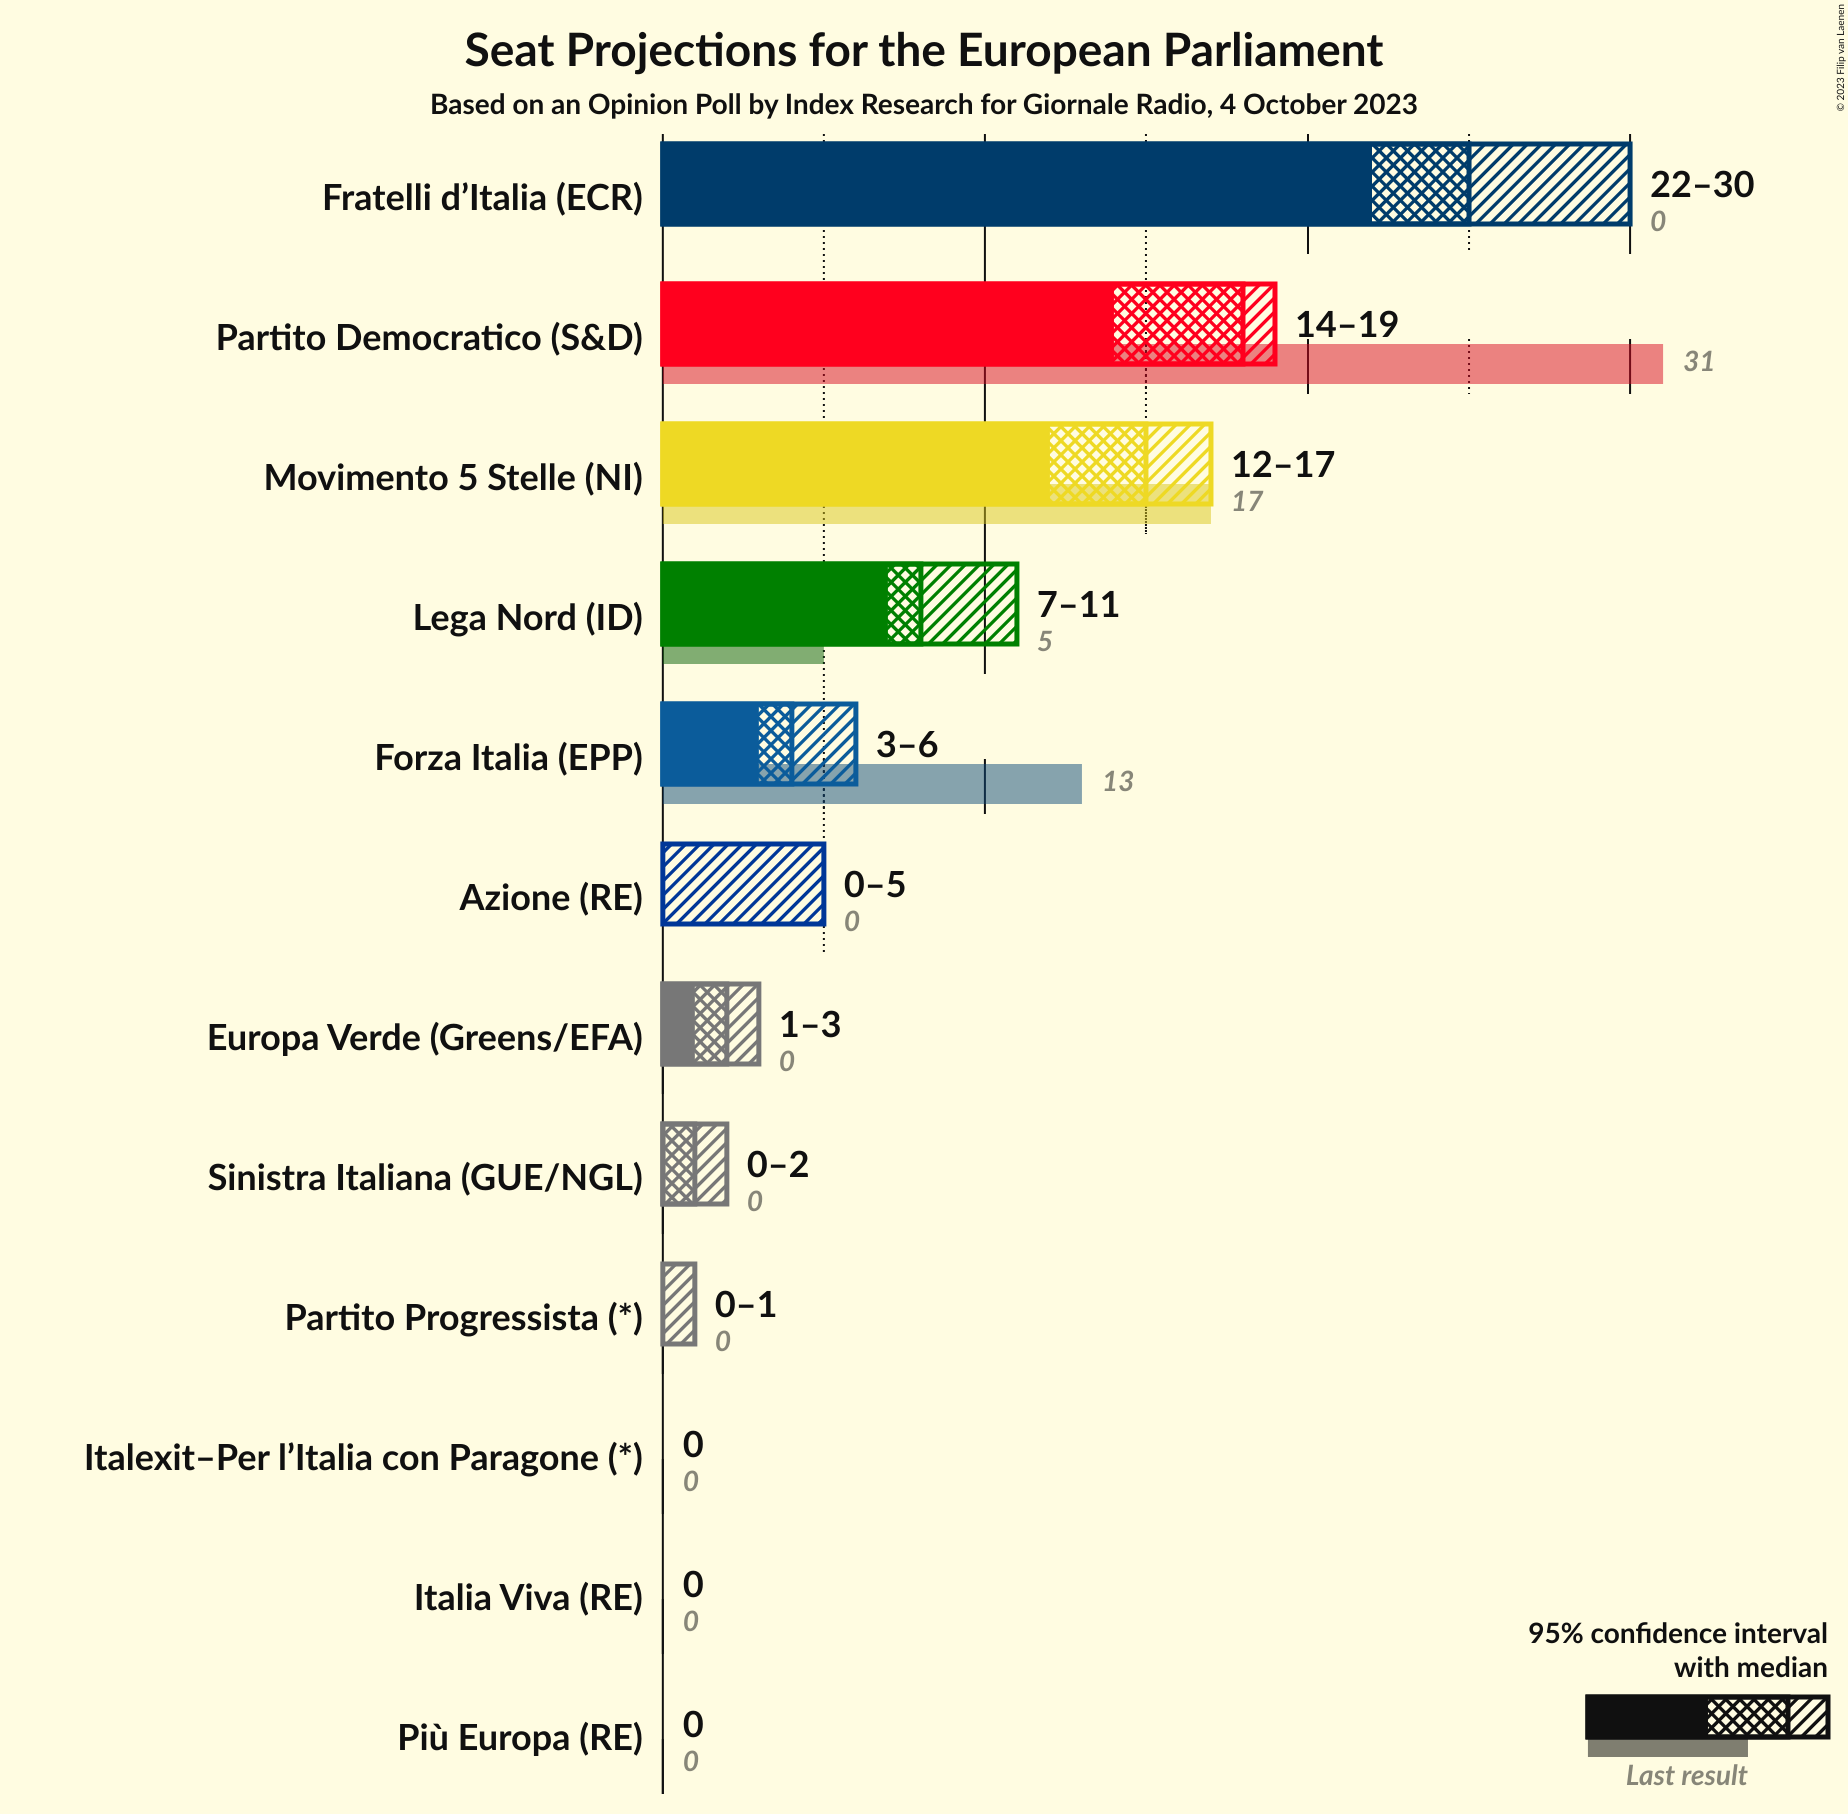 Seat Projections for the European Parliament
Based on an Opinion Poll by Index Research for Giornale Radio, 4 October 2023
© 2023 Filip van Laenen
Fratelli d’Italia (ECR)
22–30
0
Partito Democratico (S&D)
14–19
31
Movimento 5 Stelle (NI)
12–17
17
Lega Nord (ID)
7–11
5
Forza Italia (EPP)
3–6
13
Azione (RE)
0–5
0
Europa Verde (Greens/EFA)
1–3
0
Sinistra Italiana (GUE/NGL)
0–2
0
Partito Progressista (*)
0–1
0
Italexit–Per l’Italia con Paragone (*)
0
0
Italia Viva (RE)
0
0
Più Europa (RE)
0
0
95% confidence interval
with median
Last result